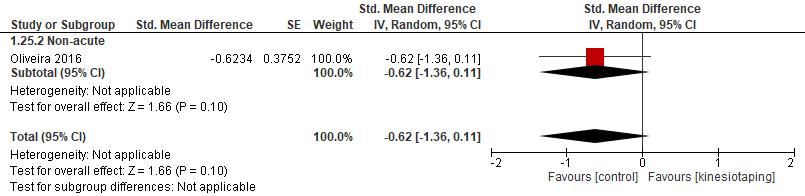 Std. Mean Difference Std. Mean Difference
Study or Subgroup Std. Mean Difference SE Weight IV, Random, 95% CI IV, Random, 95% CI
1.25.2 Non-acute
Oliveira 2016 -0.6234 0.3752 100.0% -0.62 [-1.36, 0.11]
Subtotal (95% CI) 100.0% -0.62 [-1.36, 0.11]
Heterogeneity: Not applicable
Test for overall effect: Z = 1.66 (P = 0.10)
Total (95% CI) 100.0% -0.62 [-1.36, 0.11]
Heterogeneity: Not applicable
Test for overall effect: Z = 1.66 (P = 0.10)
Test for subgroup differences: Not applicable
-2 -1 0 1 2
Favours [control] Favours [kinesiotaping]